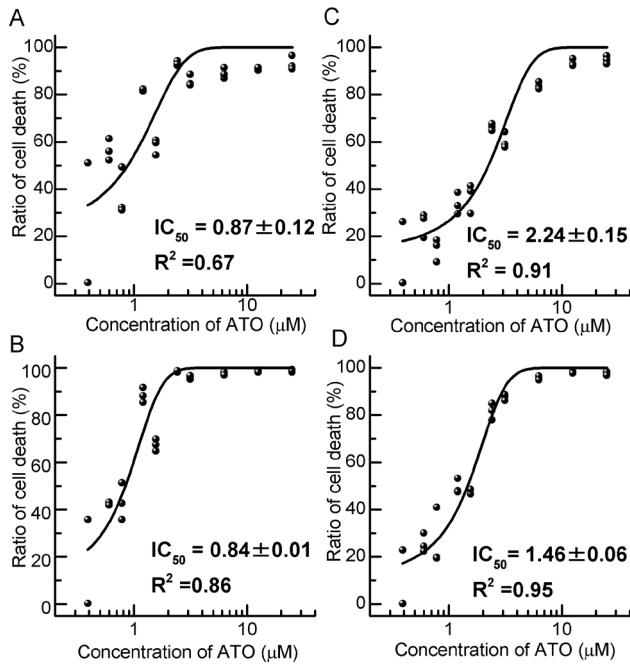 A
Ratio of cell death (%)
100
80
60
40
20
0
IC50 = 0.87±0.12
R2 = 0.67
1
10
Concentration of ATO (μM)
C
Ratio of cell death (%)
100
80
60
40
20
0
IC50 = 2.24±0.15
R2 = 0.91
1
10
Concentration of ATO (μM)
B
Ratio of cell death (%)
100
80
60
40
20
0
IC50 = 0.84±0.01
R2 =0.86
1
10
Concentration of ATO (μM)
D
Ratio of cell death (%)
100
80
60
40
20
0
IC50 =1.46±0.06
R2 =0.95
1
10
Concentration of ATO (μM)